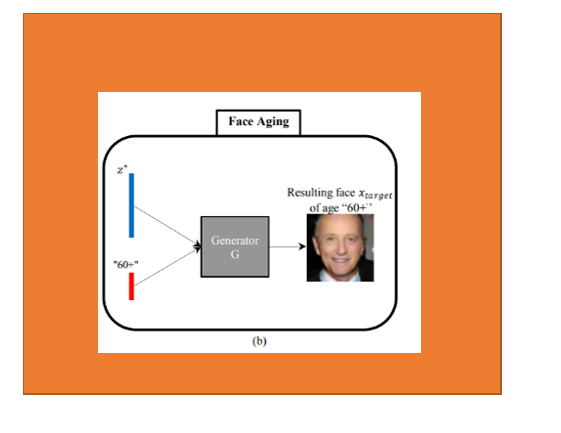 Face Aging
z*
Resulting face x_target
of age “60+”
"60+"
Generator
G
(b)